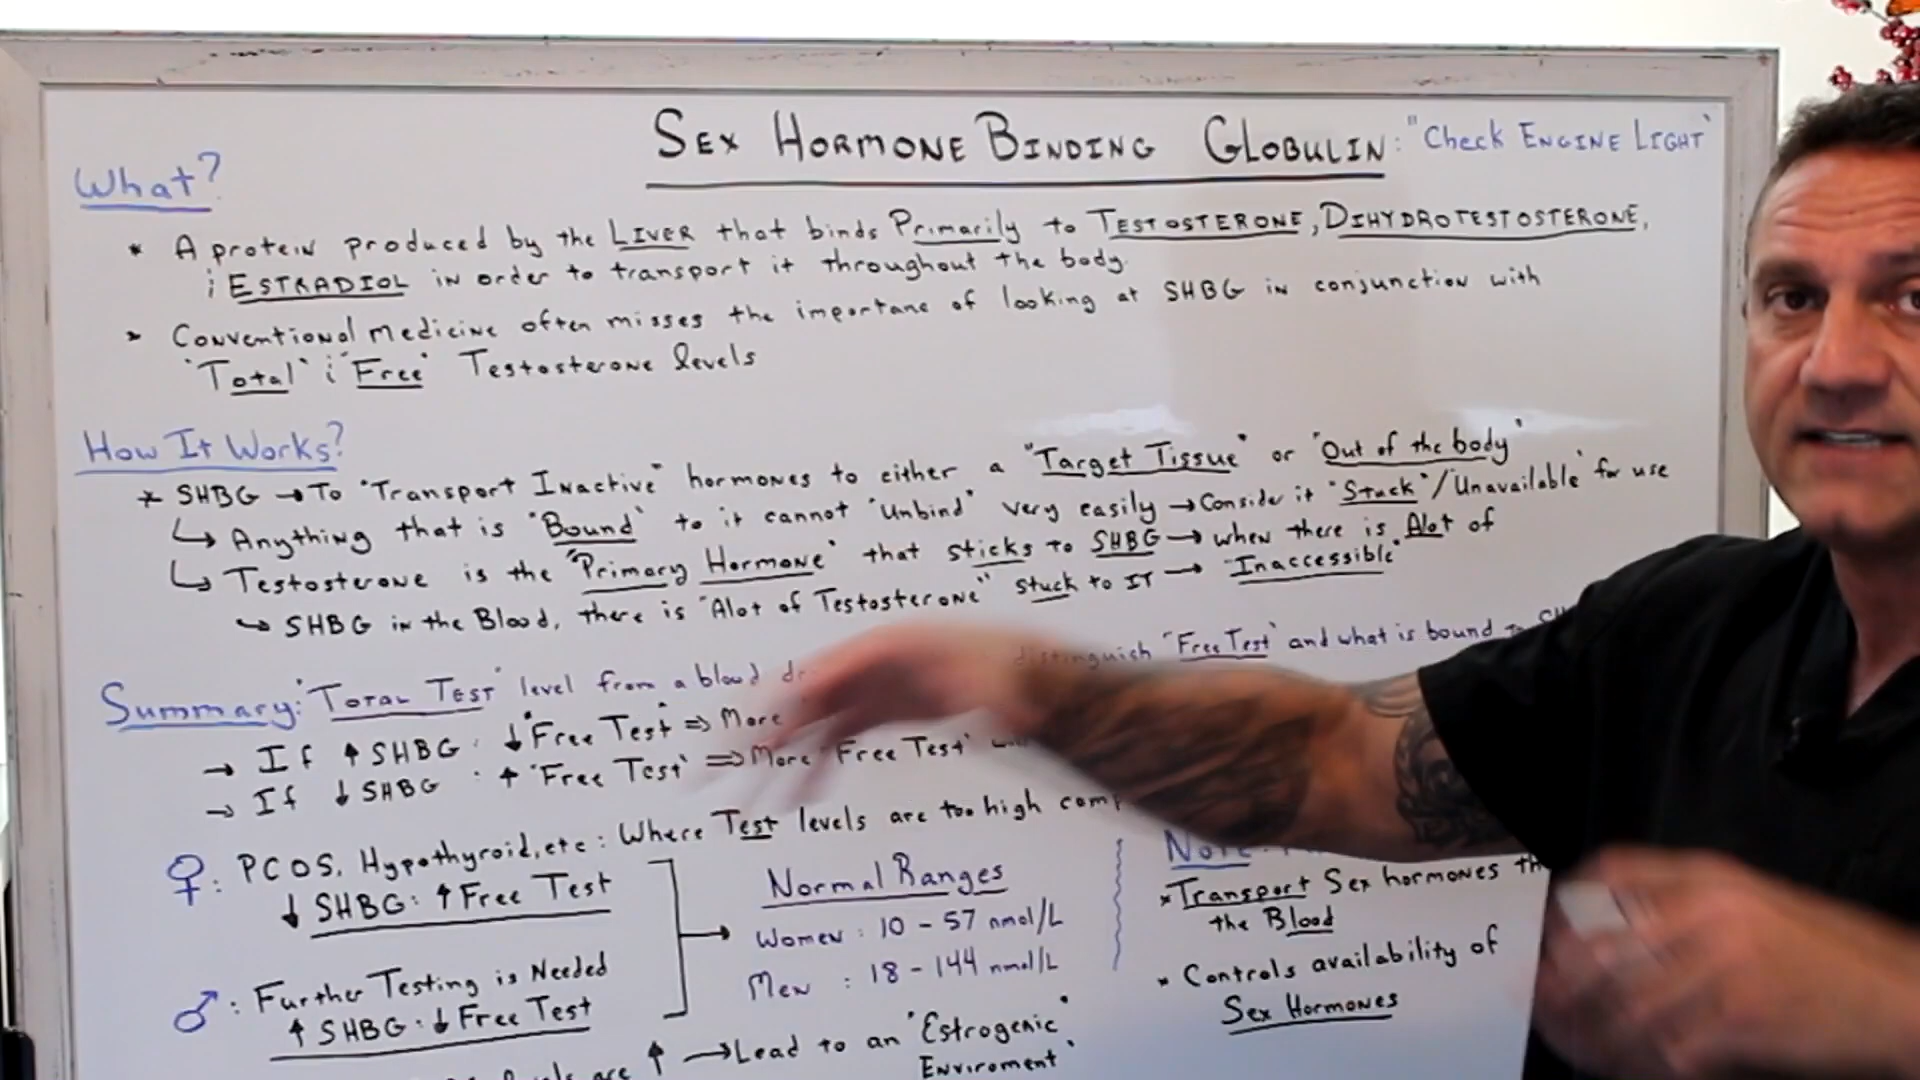 SEX HORMONE BINDING GLOBULIN: "Check ENGINE LIGHT"
What?
* A protein produced by the LIVER that binds Primarily to TESTOSTERONE, DIHYDROTESTOSTERONE,
¡ ESTRADIOL in order to transport it throughout the body.
* Conventional medicine often misses the importane of looking at SHBG in conjunction with
"Total" ¡ "Free" Testosterone levels
How It Works?
* SHBG → To "Transport Inactive" hormones to either a "Target Tissue" or "Out of the body"
↳ Anything that is "Bound" to it cannot "Unbind" very easily → Consider it "Stuck"/"Unavailable" for use
↳ Testosterone is the "Primary Hormone" that sticks to SHBG → when there is Alot of
↳ SHBG in the Blood, there is "Alot of Testosterone" stuck to IT → "Inaccessible"
Summary: "TOTAL TEST" level from a blood distinguish "Free Test" and what is bound to
→ If ↑ SHBG : ↓ "Free Test" ⇒ More
→ If ↓ SHBG : ↑ "Free Test" ⇒ More "Free Test"
♀: PCOS, Hypothyroid, etc : Where Test levels are too high
↓ SHBG: ↑ Free Test
♂: Further Testing is Needed
↑ SHBG: ↓ Free Test
Normal Ranges
Women : 10 - 57 nmol/L
Men : 18 - 144 nmol/L
Note:
* Transport Sex hormones
the Blood
* Controls availability of
Sex Hormones
are ↑ → Lead to an "Estrogenic
Enviroment"